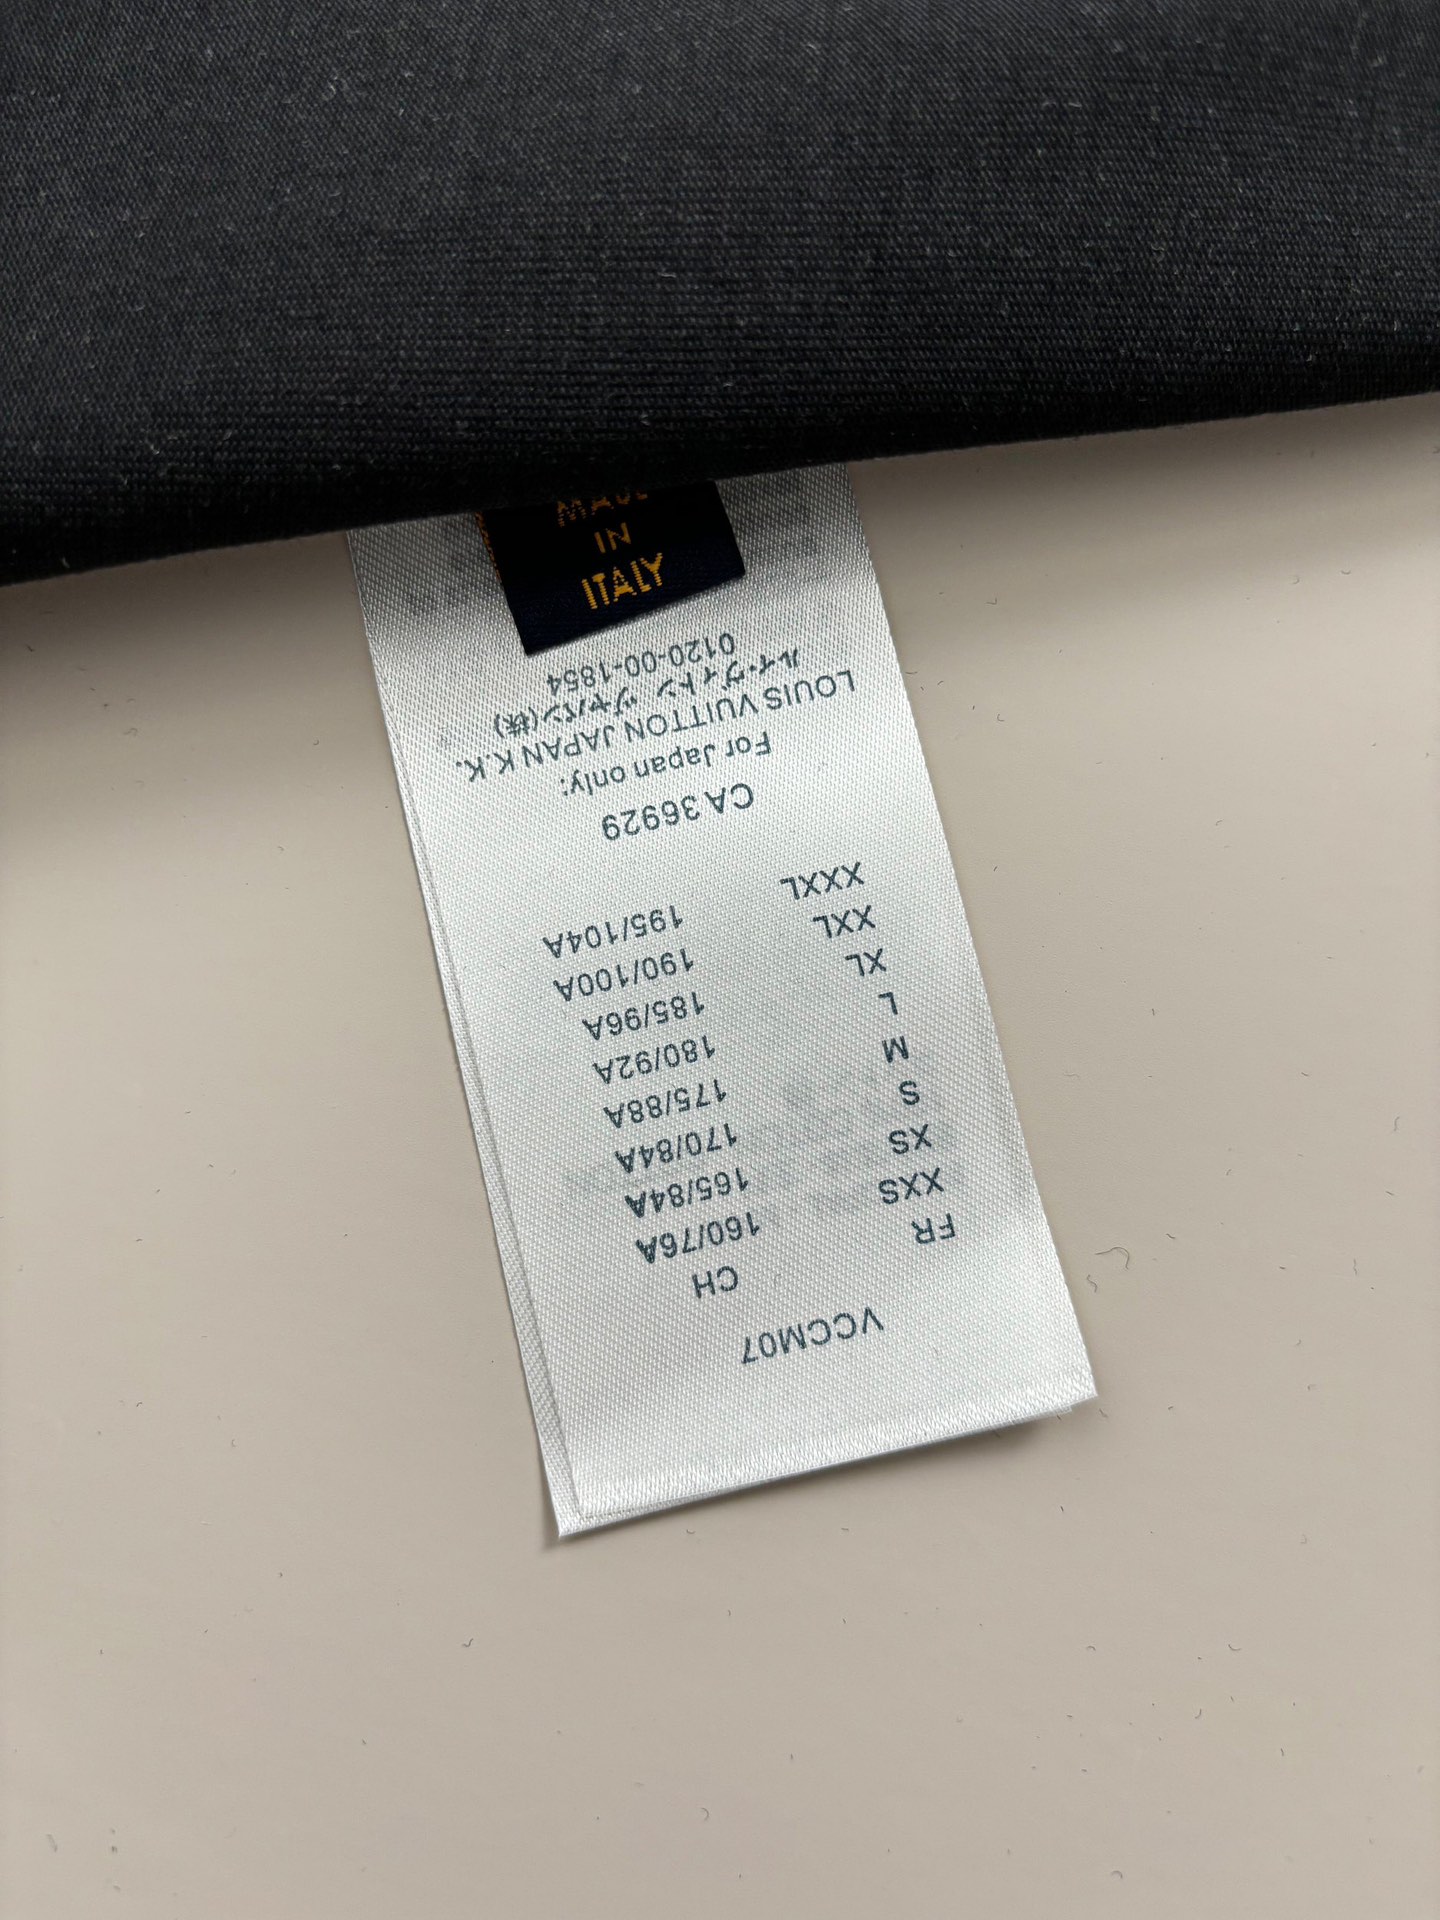 MADE
IN
ITALY
VCCM07
FR CH
XXS 160/76A
XS 165/84A
S 170/84A
M 175/88A
L 180/92A
XL 185/96A
XXL 190/100A
XXXL 195/104A
CA 36929
For Japan only:
LOUIS VUITTON JAPAN K.K.
ルイ・ヴィトン ジャパン(株)
0120-00-1854